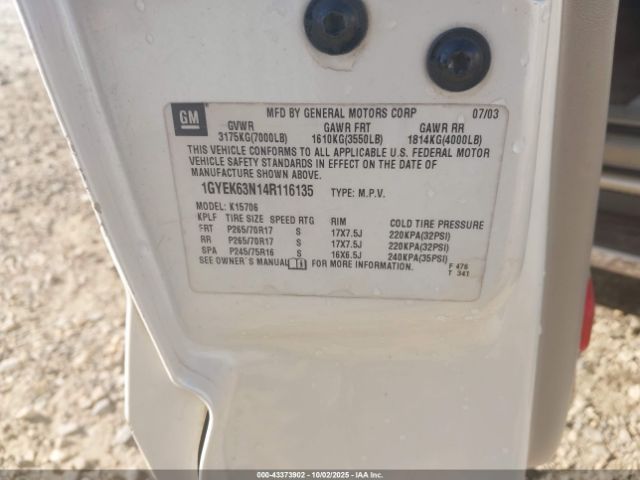 GM MFD BY GENERAL MOTORS CORP 07/03
GVWR GAWR FRT GAWR RR
3175KG(7000LB) 1610KG(3550LB) 1814KG(4000LB)
THIS VEHICLE CONFORMS TO ALL APPLICABLE U.S. FEDERAL MOTOR
VEHICLE SAFETY STANDARDS IN EFFECT ON THE DATE OF
MANUFACTURE SHOWN ABOVE.
1GYEK63N14R116135 TYPE: M.P.V.
MODEL: K15706
KPLF TIRE SIZE SPEED RTG RIM COLD TIRE PRESSURE
FRT P265/70R17 S 17X7.5J 220KPA(32PSI)
RR P265/70R17 S 17X7.5J 220KPA(32PSI)
SPA P245/75R16 S 16X6.5J 240KPA(35PSI)
SEE OWNER'S MANUAL FOR MORE INFORMATION.
F 476
T 341
000-43373902 - 10/02/2025 - IAAI.com